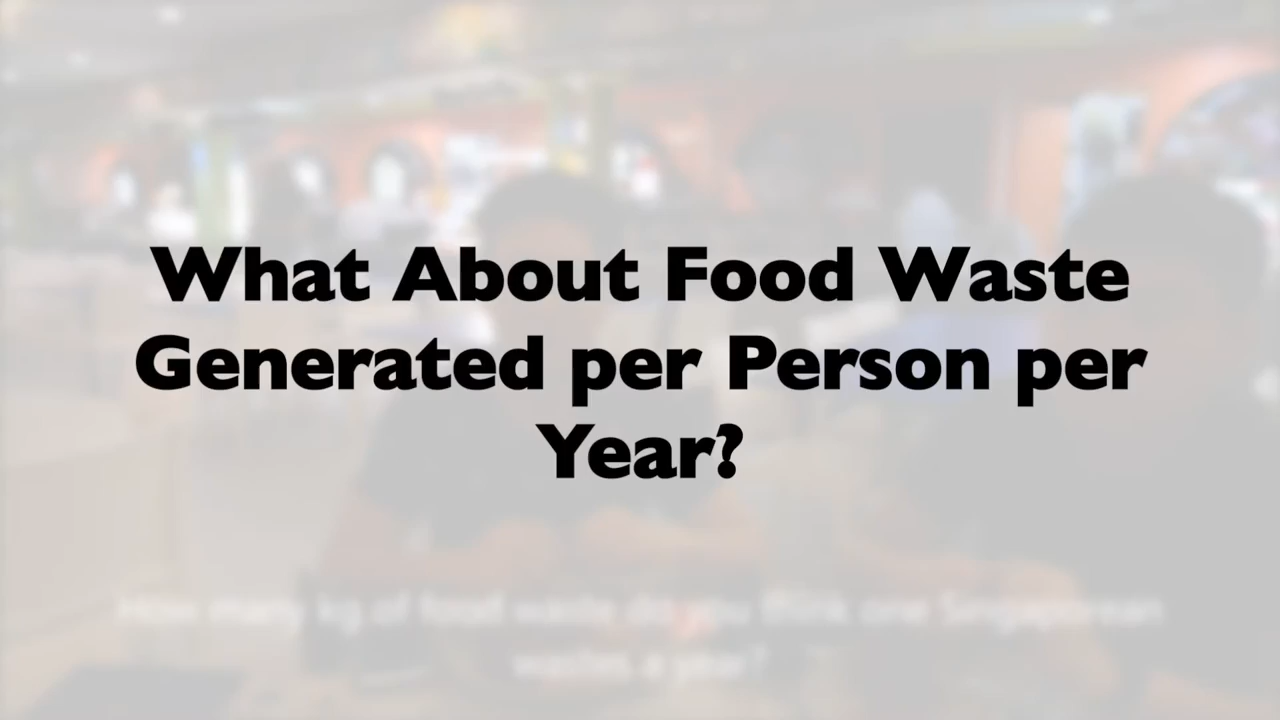 What About Food Waste
Generated per Person per
Year?
How many kg of food waste do you think one Singaporean
wastes a year?